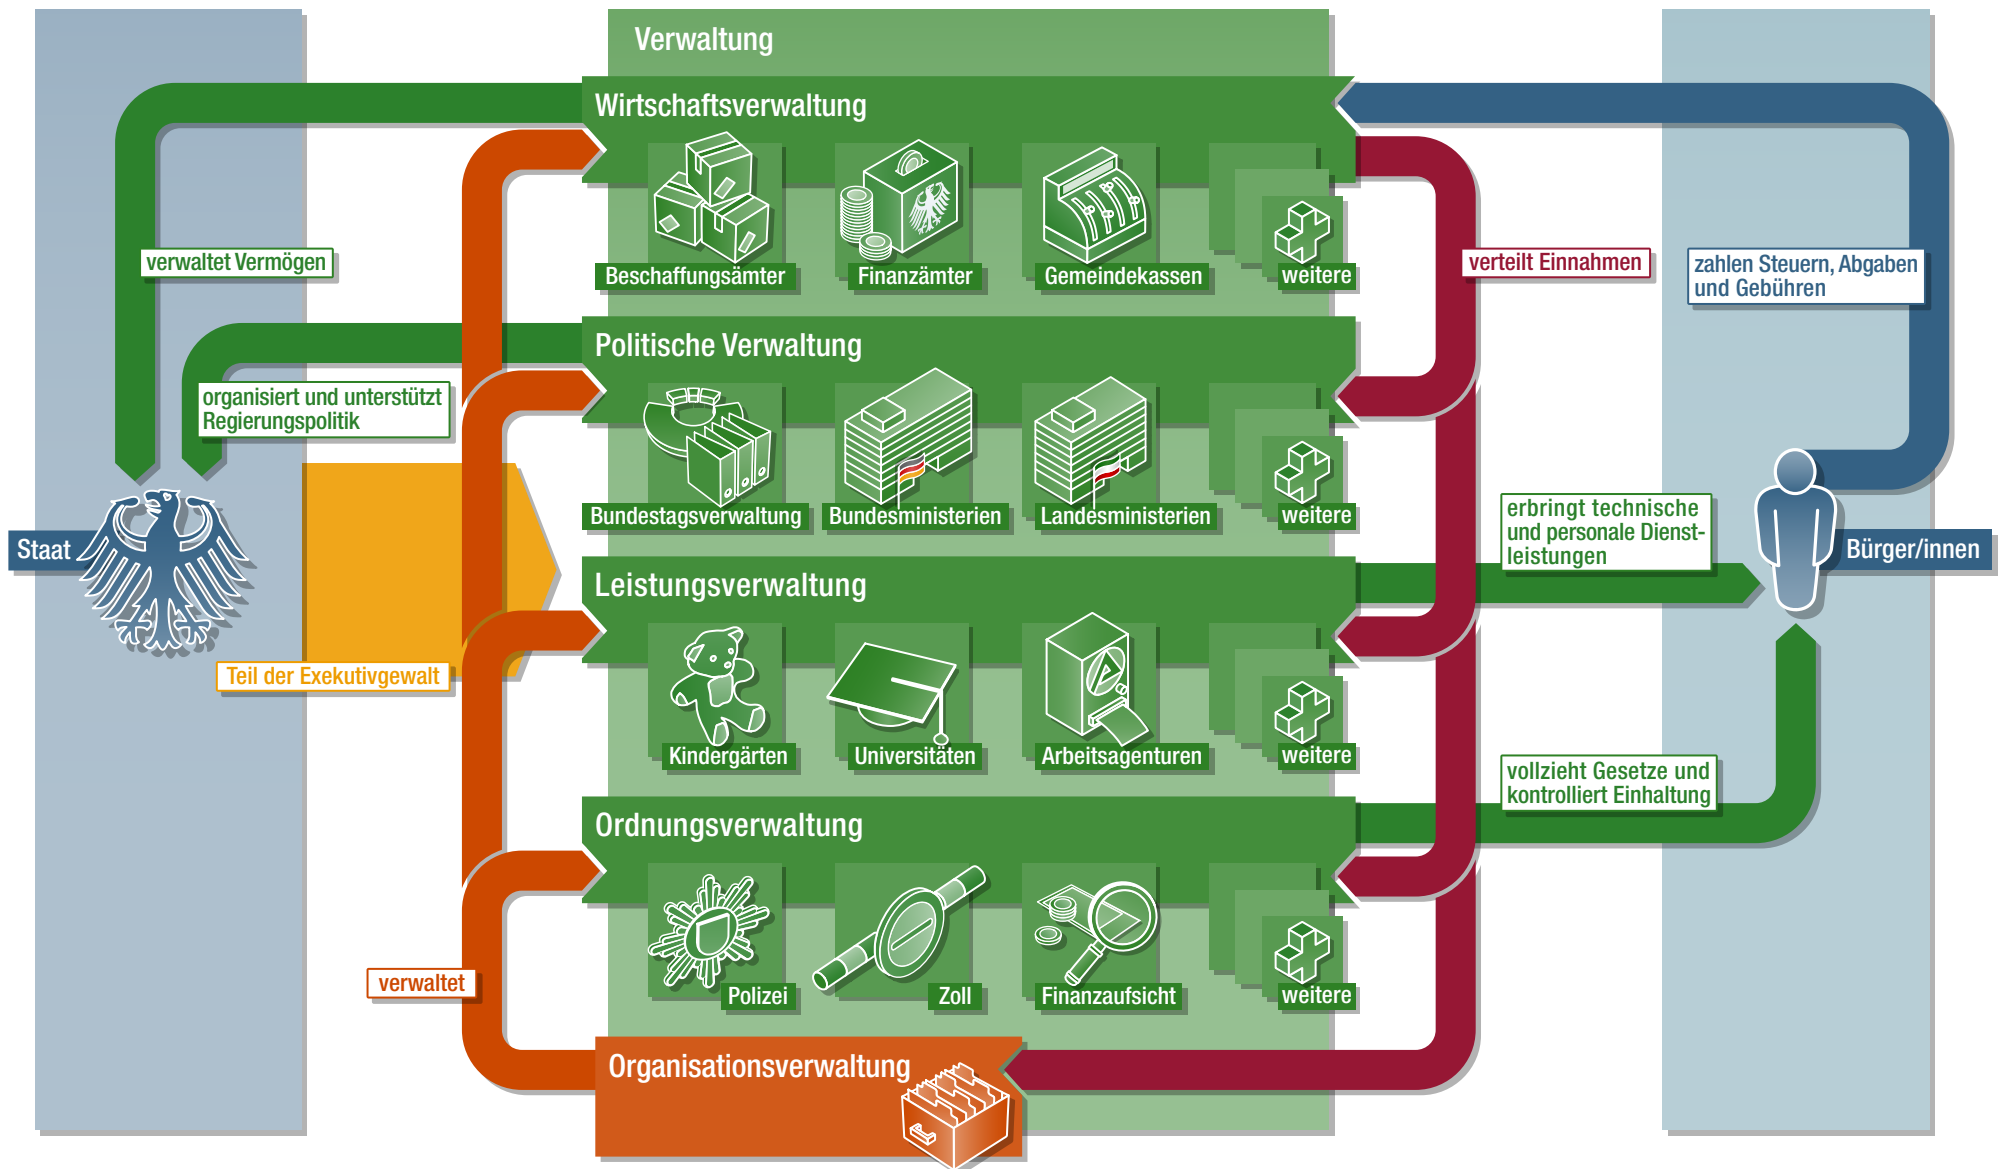 Verwaltung
Wirtschaftsverwaltung
Beschaffungsämter
Finanzämter
Gemeindekassen
weitere
verwaltet Vermögen
verteilt Einnahmen
zahlen Steuern, Abgaben
und Gebühren
Politische Verwaltung
organisiert und unterstützt
Regierungspolitik
Bundestagsverwaltung
Bundesministerien
Landesministerien
weitere
Staat
Bürger/innen
erbringt technische
und personale Dienst-
leistungen
Leistungsverwaltung
Teil der Exekutivgewalt
Kindergärten
Universitäten
Arbeitsagenturen
weitere
vollzieht Gesetze und
kontrolliert Einhaltung
Ordnungsverwaltung
verwaltet
Polizei
Zoll
Finanzaufsicht
weitere
Organisationsverwaltung